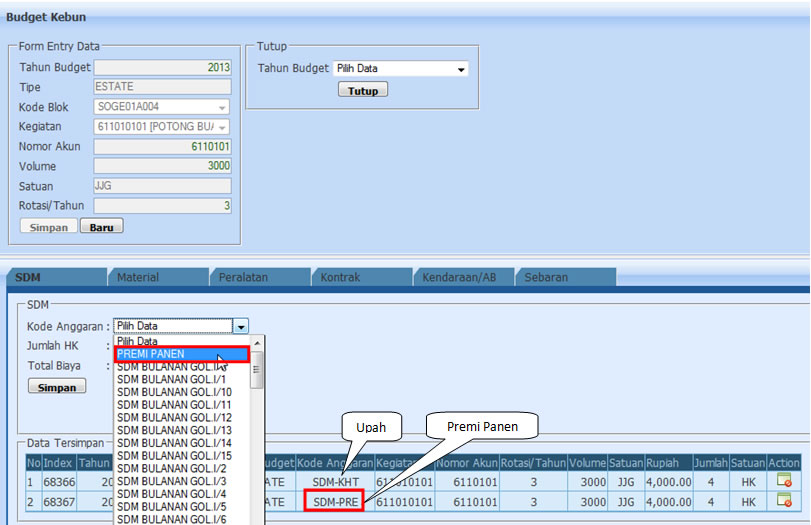 Budget Kebun
Form Entry Data
Tahun Budget 2013
Tipe ESTATE
Kode Blok SOGE01A004
Kegiatan 611010101 [POTONG BUA
Nomor Akun 6110101
Volume 3000
Satuan JJG
Rotasi/Tahun 3
Simpan Baru
Tutup
Tahun Budget Pilih Data
Tutup
SDM Material Peralatan Kontrak Kendaraan/AB Sebaran
SDM
Kode Anggaran : Pilih Data
Jumlah HK :
Total Biaya :
Simpan
Pilih Data
PREMI PANEN
SDM BULANAN GOL.I/
SDM BULANAN GOL.I/1
SDM BULANAN GOL.I/10
SDM BULANAN GOL.I/11
SDM BULANAN GOL.I/12
SDM BULANAN GOL.I/13
SDM BULANAN GOL.I/14
SDM BULANAN GOL.I/15
SDM BULANAN GOL.I/2
SDM BULANAN GOL.I/3
SDM BULANAN GOL.I/4
SDM BULANAN GOL.I/5
SDM BULANAN GOL.I/6
Upah
Premi Panen
Data Tersimpan
No Index Tahun udget Kode Anggaran Kegiatan Nomor Akun Rotasi/Tahun Volume Satuan Rupiah Jumlah Satuan Action
1 68366 20 ATE SDM-KHT 611010101 6110101 3 3000 JJG 4,000.00 4 HK
2 68367 20 ATE SDM-PRE 611010101 6110101 3 3000 JJG 4,000.00 4 HK